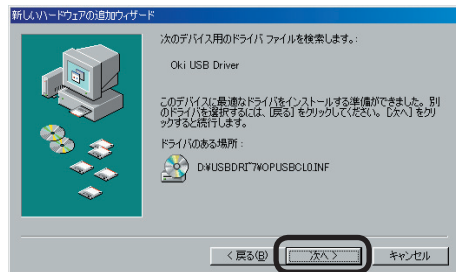 新しいハードウェアの追加ウィザード
次のデバイス用のドライバ ファイルを検索します。:
Oki USB Driver
このデバイスに最適なドライバをインストールする準備ができました。別
のドライバを選択するには、[戻る] をクリックしてください。[次へ] をクリ
ックすると続行します。
ドライバのある場所 :
D:¥USBDRI~7¥OPUSBCLO.INF
< 戻る(B)
次へ >
キャンセル